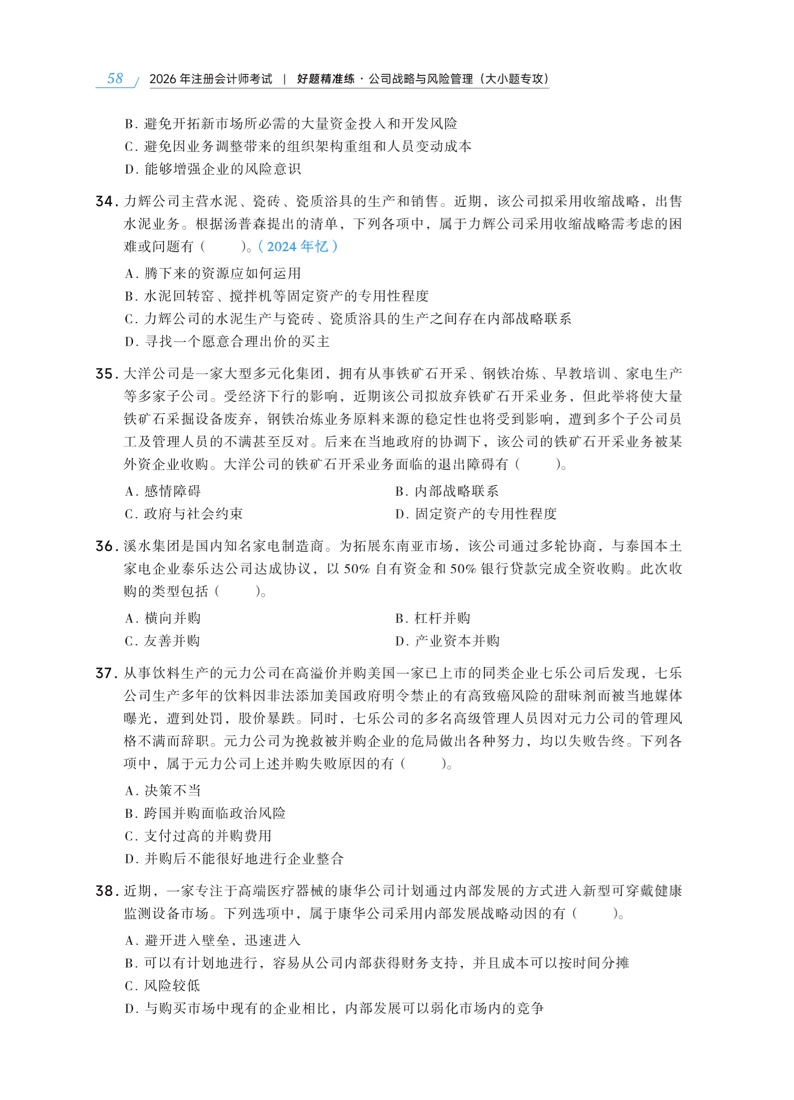 58 2026 年注册会计师考试 | 好题精准练 · 公司战略与风险管理（大小题专攻）
B. 避免开拓新市场所必需的大量资金投入和开发风险
C. 避免因业务调整带来的组织架构重组和人员变动成本
D. 能够增强企业的风险意识
34. 力辉公司主营水泥、瓷砖、瓷质浴具的生产和销售。近期，该公司拟采用收缩战略，出售
水泥业务。根据汤普森提出的清单，下列各项中，属于力辉公司采用收缩战略需考虑的困
难或问题有（　　）。（2024 年忆）
A. 腾下来的资源应如何运用
B. 水泥回转窑、搅拌机等固定资产的专用性程度
C. 力辉公司的水泥生产与瓷砖、瓷质浴具的生产之间存在内部战略联系
D. 寻找一个愿意合理出价的买主
35. 大洋公司是一家大型多元化集团，拥有从事铁矿石开采、钢铁冶炼、早教培训、家电生产
等多家子公司。受经济下行的影响，近期该公司拟放弃铁矿石开采业务，但此举将使大量
铁矿石采掘设备废弃，钢铁冶炼业务原料来源的稳定性也将受到影响，遭到多个子公司员
工及管理人员的不满甚至反对。后来在当地政府的协调下，该公司的铁矿石开采业务被某
外资企业收购。大洋公司的铁矿石开采业务面临的退出障碍有（　　）。
A. 感情障碍 B. 内部战略联系
C. 政府与社会约束 D. 固定资产的专用性程度
36. 溪水集团是国内知名家电制造商。为拓展东南亚市场，该公司通过多轮协商，与泰国本土
家电企业泰乐达公司达成协议，以 50% 自有资金和 50% 银行贷款完成全资收购。此次收
购的类型包括（　　）。
A. 横向并购 B. 杠杆并购
C. 友善并购 D. 产业资本并购
37. 从事饮料生产的元力公司在高溢价并购美国一家已上市的同类企业七乐公司后发现，七乐
公司生产多年的饮料因非法添加美国政府明令禁止的有高致癌风险的甜味剂而被当地媒体
曝光，遭到处罚，股价暴跌。同时，七乐公司的多名高级管理人员因对元力公司的管理风
格不满而辞职。元力公司为挽救被并购企业的危局做出各种努力，均以失败告终。下列各
项中，属于元力公司上述并购失败原因的有（　　）。
A. 决策不当
B. 跨国并购面临政治风险
C. 支付过高的并购费用
D. 并购后不能很好地进行企业整合
38. 近期，一家专注于高端医疗器械的康华公司计划通过内部发展的方式进入新型可穿戴健康
监测设备市场。下列选项中，属于康华公司采用内部发展战略动因的有（　　）。
A. 避开进入壁垒，迅速进入
B. 可以有计划地进行，容易从公司内部获得财务支持，并且成本可以按时间分摊
C. 风险较低
D. 与购买市场中现有的企业相比，内部发展可以弱化市场内的竞争